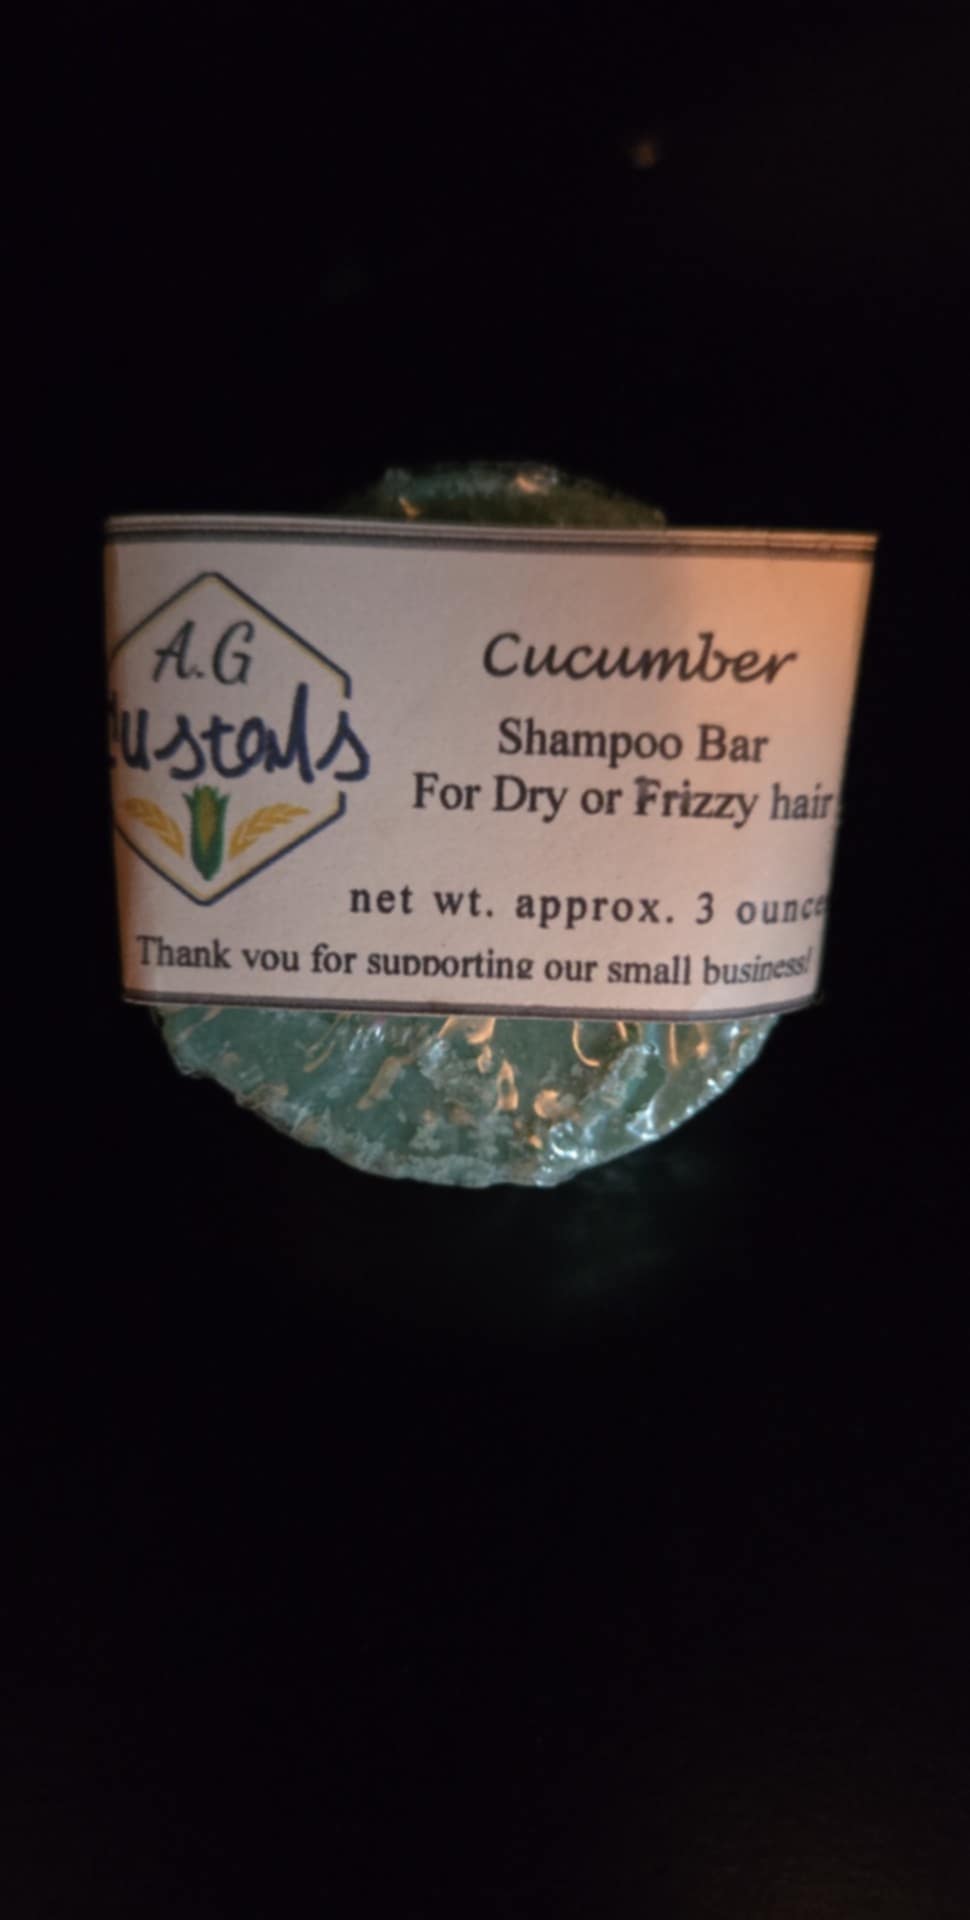 A.G
Cucumber
Shampoo Bar
For Dry or Frizzy hair
net wt. approx. 3 ounce
Thank you for supporting our small business!